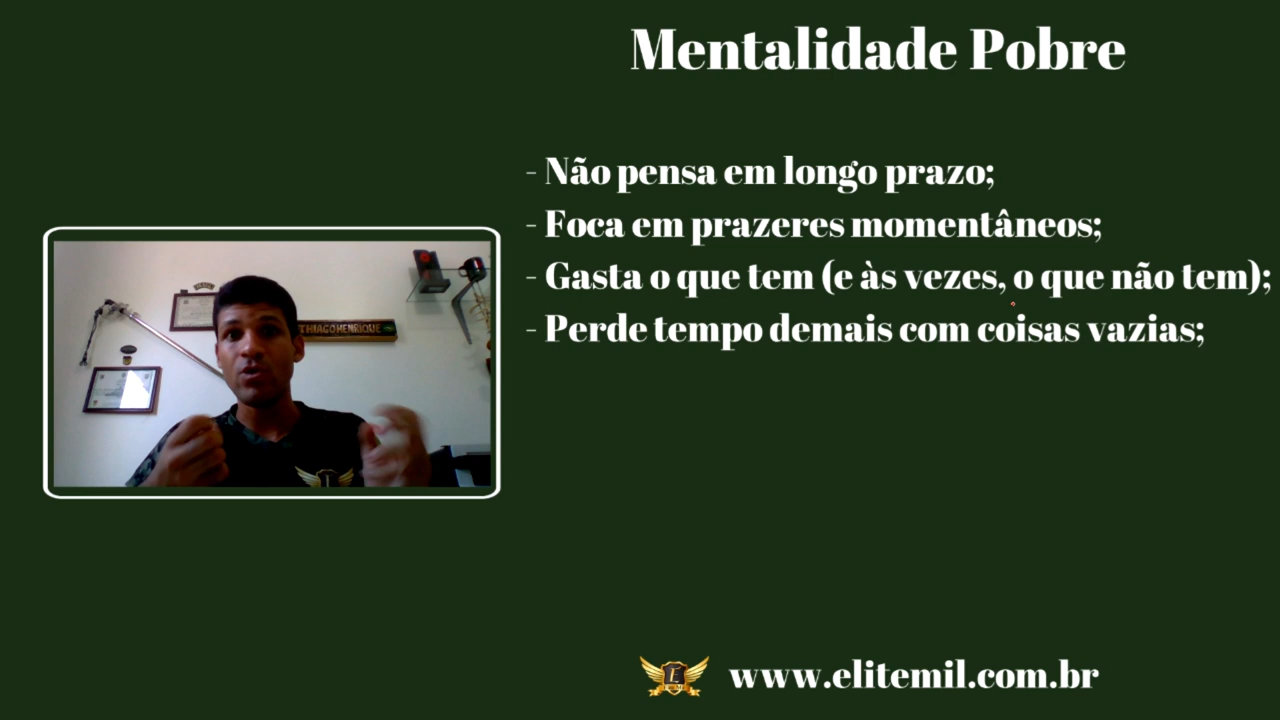 Mentalidade Pobre
- Não pensa em longo prazo;
- Foca em prazeres momentâneos;
- Gasta o que tem (e às vezes, o que não tem);
- Perde tempo demais com coisas vazias;
THIAGO HENRIQUE
www.elitemil.com.br